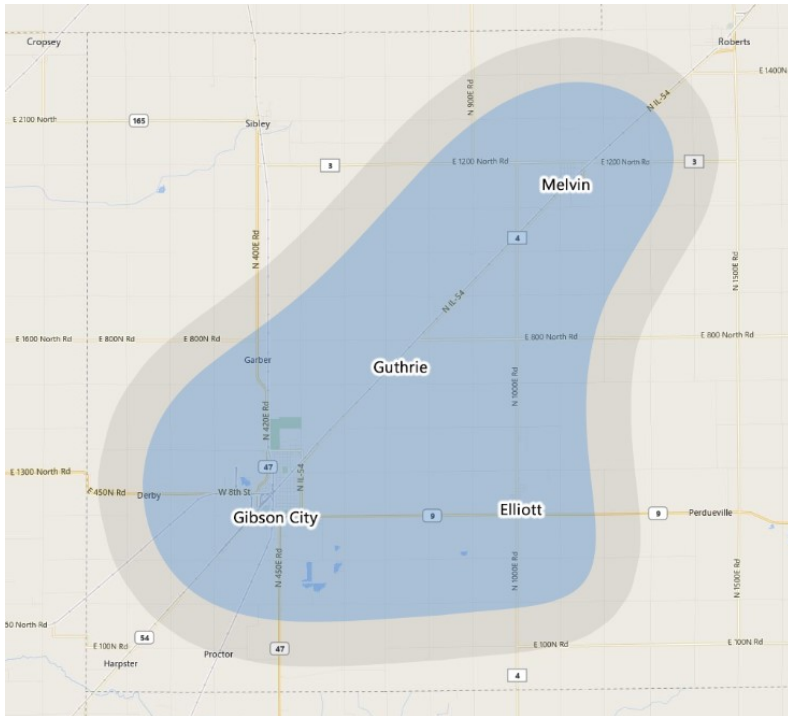 Cropsey
Roberts
E 1400N
N 900E Rd
N IL-54
E 2100 North
165
Sibley
3
E 1200 North Rd
E 1200 North Rd
3
Melvin
N 400E Rd
4
N 1500E Rd
N IL-54
E 1600 North Rd
E 800N Rd
E 800N Rd
E 800 North Rd
E 800 North Rd
Garber
Guthrie
N 1000E Rd
N 420E Rd
47
N IL-54
E 1300 North Rd
E 450N Rd
Derby
W 8th St
Gibson City
9
Elliott
9
Perdueville
N 450E Rd
N 1000E Rd
N 1500E Rd
50 North Rd
54
E 100N Rd
Harpster
Proctor
47
E 100N Rd
E 100N Rd
4